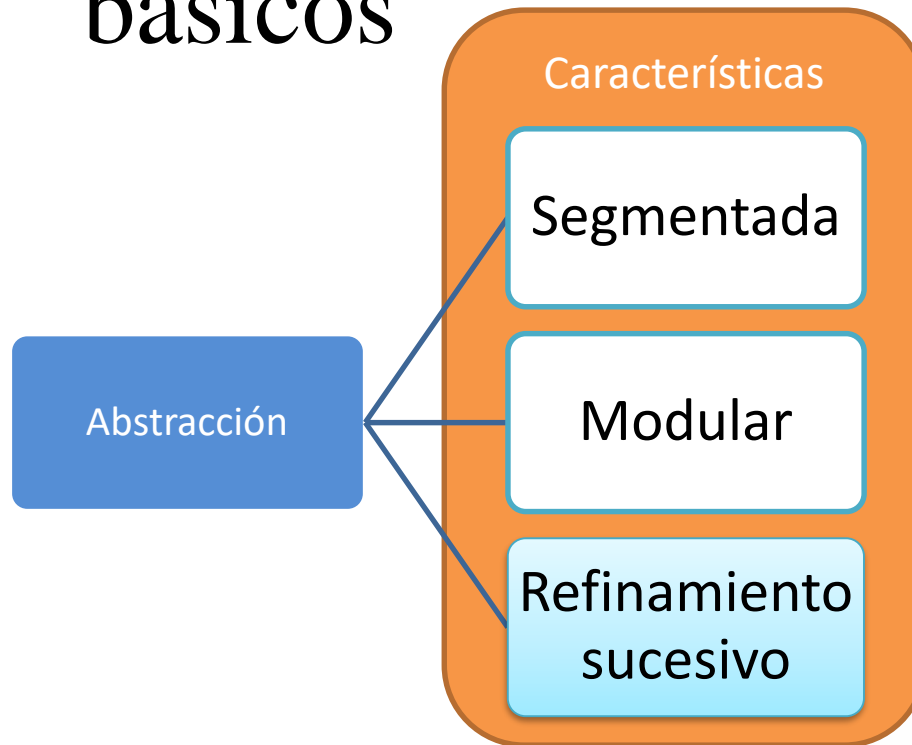 básicos
Características
Segmentada
Abstracción
Modular
Refinamiento
sucesivo